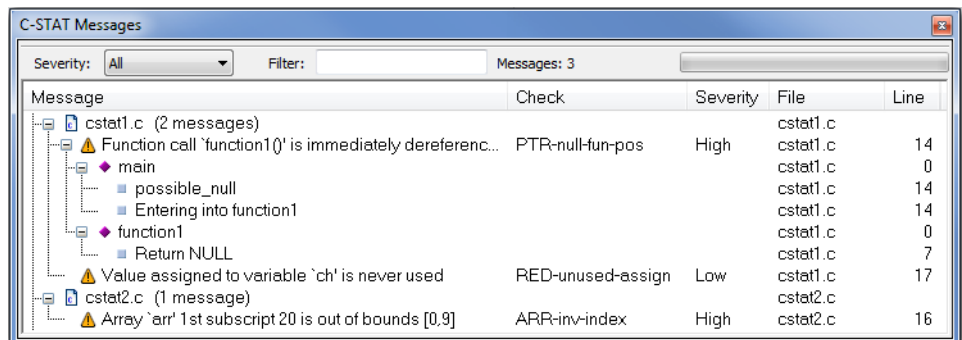 C-STAT Messages
Severity: All Filter: Messages: 3
Message Check Severity File Line
cstat1.c (2 messages) cstat1.c
Function call `function1()' is immediately dereferenc... PTR-null-fun-pos High cstat1.c 14
main cstat1.c 0
possible_null cstat1.c 14
Entering into function1 cstat1.c 14
function1 cstat1.c 0
Return NULL cstat1.c 7
Value assigned to variable `ch' is never used RED-unused-assign Low cstat1.c 17
cstat2.c (1 message) cstat2.c
Array `arr' 1st subscript 20 is out of bounds [0,9] ARR-inv-index High cstat2.c 16